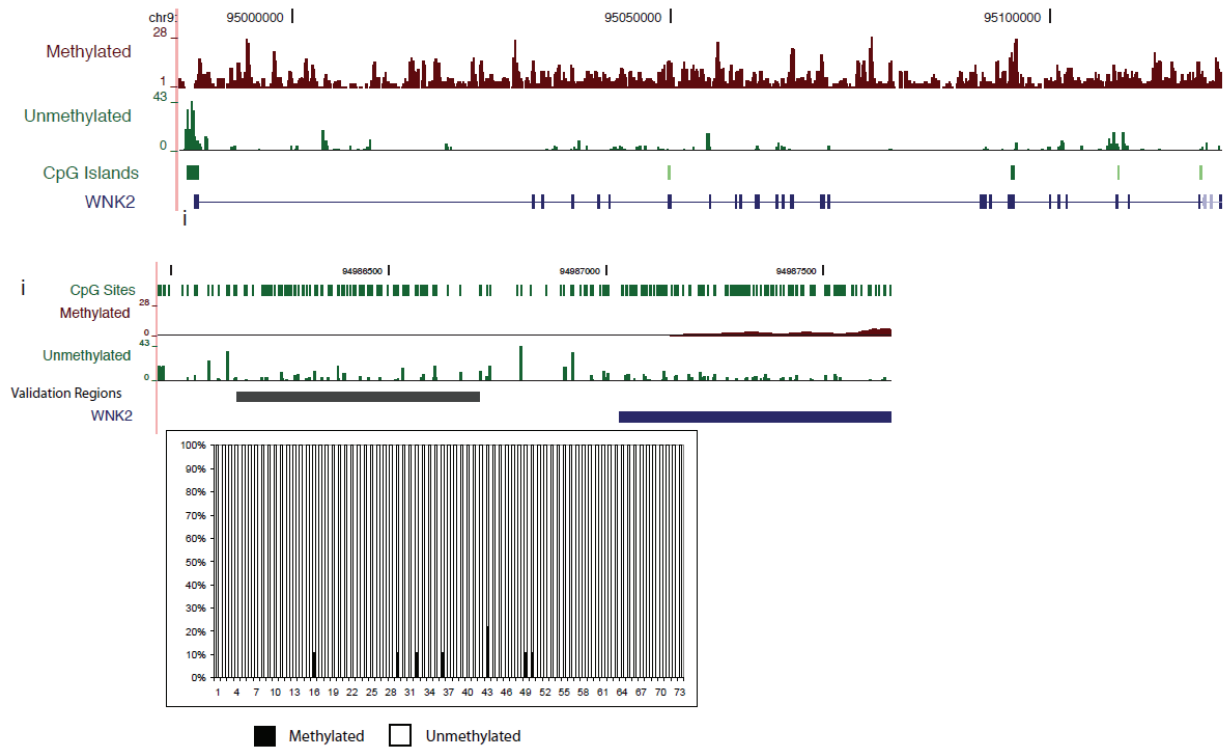 chr9: 95000000 95050000 95100000
28
Methylated
1
43
Unmethylated
0
CpG Islands
WNK2
i
i
94986500 94987000 94987500
CpG Sites
28
Methylated
0
43
Unmethylated
0
Validation Regions
WNK2
100%
90%
80%
70%
60%
50%
40%
30%
20%
10%
0%
1 4 7 10 13 16 19 22 25 28 31 34 37 40 43 46 49 52 55 58 61 64 67 70 73
Methylated Unmethylated